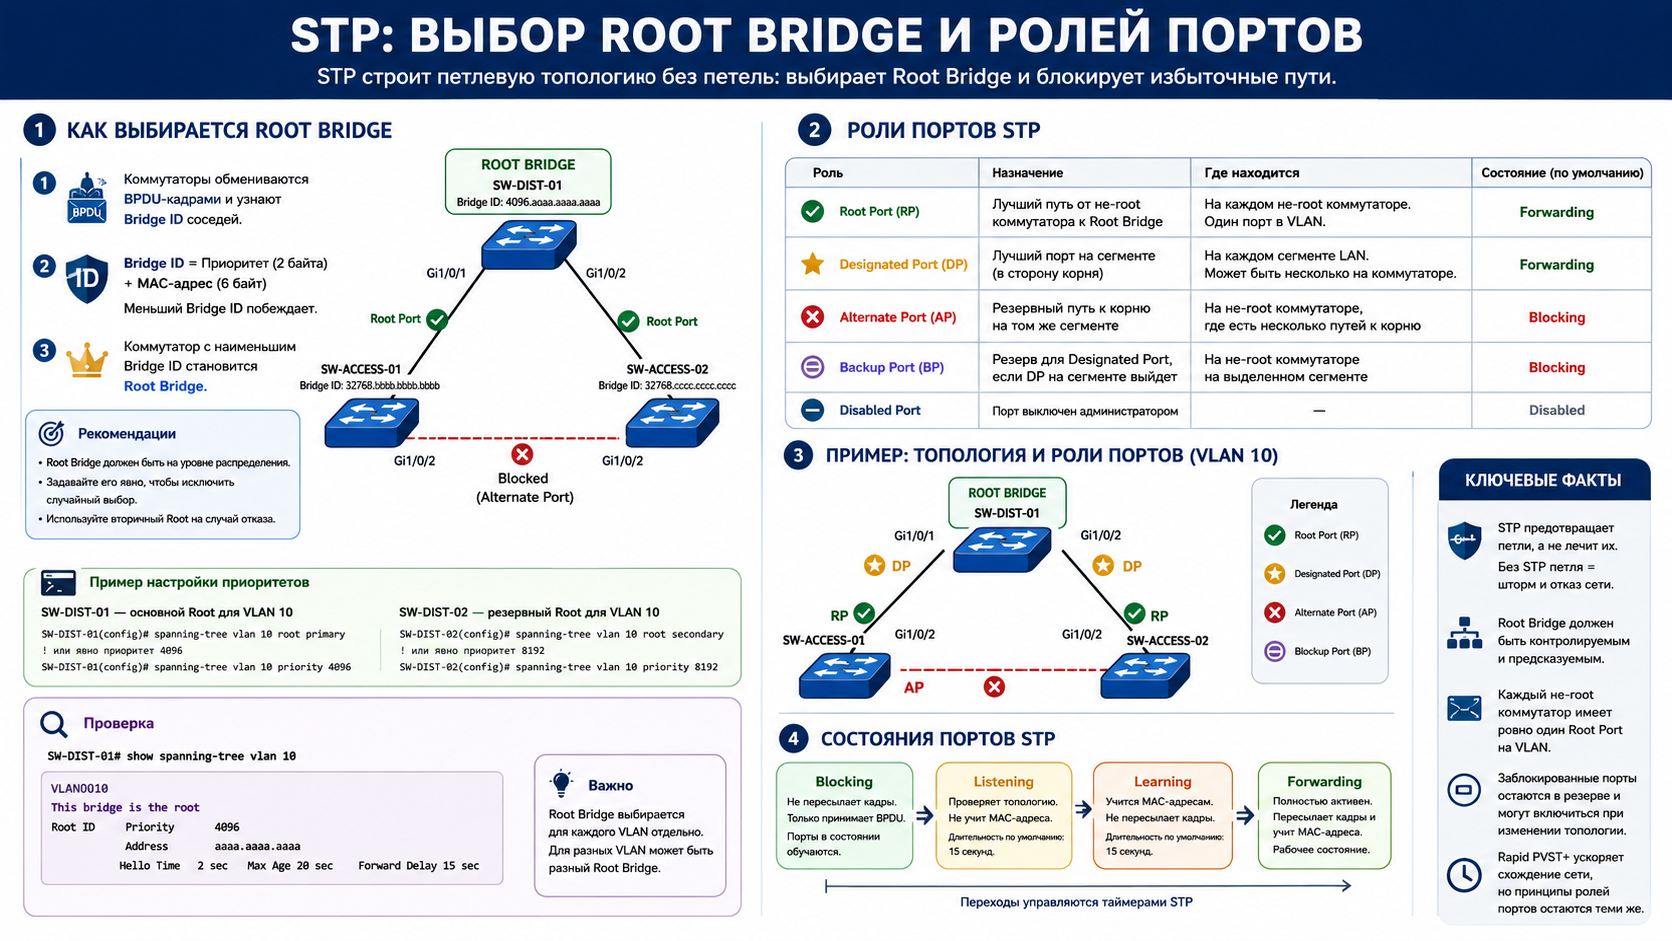 STP: ВЫБОР ROOT BRIDGE И РОЛЕЙ ПОРТОВ
STP строит петлевую топологию без петель: выбирает Root Bridge и блокирует избыточные пути.
1 КАК ВЫБИРАЕТСЯ ROOT BRIDGE
1
BPDU
Коммутаторы обмениваются
BPDU-кадрами и узнают
Bridge ID соседей.
2
ID
Bridge ID = Приоритет (2 байта)
+ MAC-адрес (6 байт)
Меньший Bridge ID побеждает.
3
Коммутатор с наименьшим
Bridge ID становится
Root Bridge.
ROOT BRIDGE
SW-DIST-01
Bridge ID: 4096.aoaa.aaaa.aaaa
Gi1/0/1
Gi1/0/2
Root Port
Root Port
SW-ACCESS-01
Bridge ID: 32768.bbbb.bbbb.bbbb
SW-ACCESS-02
Bridge ID: 32768.cccc.cccc.cccc
Gi1/0/2
Gi1/0/2
Blocked
(Alternate Port)
Рекомендации
• Root Bridge должен быть на уровне распределения.
• Задавайте его явно, чтобы исключить
случайный выбор.
• Используйте вторичный Root на случай отказа.
Пример настройки приоритетов
SW-DIST-01 — основной Root для VLAN 10
SW-DIST-01(config)# spanning-tree vlan 10 root primary
! или явно приоритет 4096
SW-DIST-01(config)# spanning-tree vlan 10 priority 4096
SW-DIST-02 — резервный Root для VLAN 10
SW-DIST-02(config)# spanning-tree vlan 10 root secondary
! или явно приоритет 8192
SW-DIST-02(config)# spanning-tree vlan 10 priority 8192
Проверка
SW-DIST-01# show spanning-tree vlan 10
VLAN0010
This bridge is the root
Root ID Priority 4096
Address aaaa.aaaa.aaaa
Hello Time 2 sec Max Age 20 sec Forward Delay 15 sec
Важно
Root Bridge выбирается
для каждого VLAN отдельно.
Для разных VLAN может быть
разный Root Bridge.
2 РОЛИ ПОРТОВ STP
Роль Назначение Где находится Состояние (по умолчанию)
Root Port (RP)
Лучший путь от не-root
коммутатора к Root Bridge
На каждом не-root коммутаторе.
Один порт в VLAN.
Forwarding
Designated Port (DP)
Лучший порт на сегменте
(в сторону корня)
На каждом сегменте LAN.
Может быть несколько на коммутаторе.
Forwarding
Alternate Port (AP)
Резервный путь к корню
на том же сегменте
На не-root коммутаторе,
где есть несколько путей к корню
Blocking
Backup Port (BP)
Резерв для Designated Port,
если DP на сегменте выйдет
На не-root коммутаторе
на выделенном сегменте
Blocking
Disabled Port
Порт выключен администратором
—
Disabled
3 ПРИМЕР: ТОПОЛОГИЯ И РОЛИ ПОРТОВ (VLAN 10)
ROOT BRIDGE
SW-DIST-01
Gi1/0/1
Gi1/0/2
DP
DP
RP
RP
SW-ACCESS-01
Gi1/0/2
Gi1/0/2
SW-ACCESS-02
AP
Легенда
Root Port (RP)
Designated Port (DP)
Alternate Port (AP)
Blockup Port (BP)
4 СОСТОЯНИЯ ПОРТОВ STP
Blocking
Не пересылает кадры.
Только принимает BPDU.
Порты в состоянии
обучаются.
Listening
Проверяет топологию.
Не учит MAC-адреса.
Длительность по умолчанию:
15 секунд.
Learning
Учится MAC-адресам.
Не пересылает кадры.
Длительность по умолчанию:
15 секунд.
Forwarding
Полностью активен.
Пересылает кадры и
учит MAC-адреса.
Рабочее состояние.
Переходы управляются таймерами STP
КЛЮЧЕВЫЕ ФАКТЫ
STP предотвращает
петли, а не лечит их.
Без STP петля =
шторм и отказ сети.
Root Bridge должен
быть контролируемым
и предсказуемым.
Каждый не-root
коммутатор имеет
ровно один Root Port
на VLAN.
Заблокированные порты
остаются в резерве и
могут включиться при
изменении топологии.
Rapid PVST+ ускоряет
схождение сети,
но принципы ролей
портов остаются теми же.